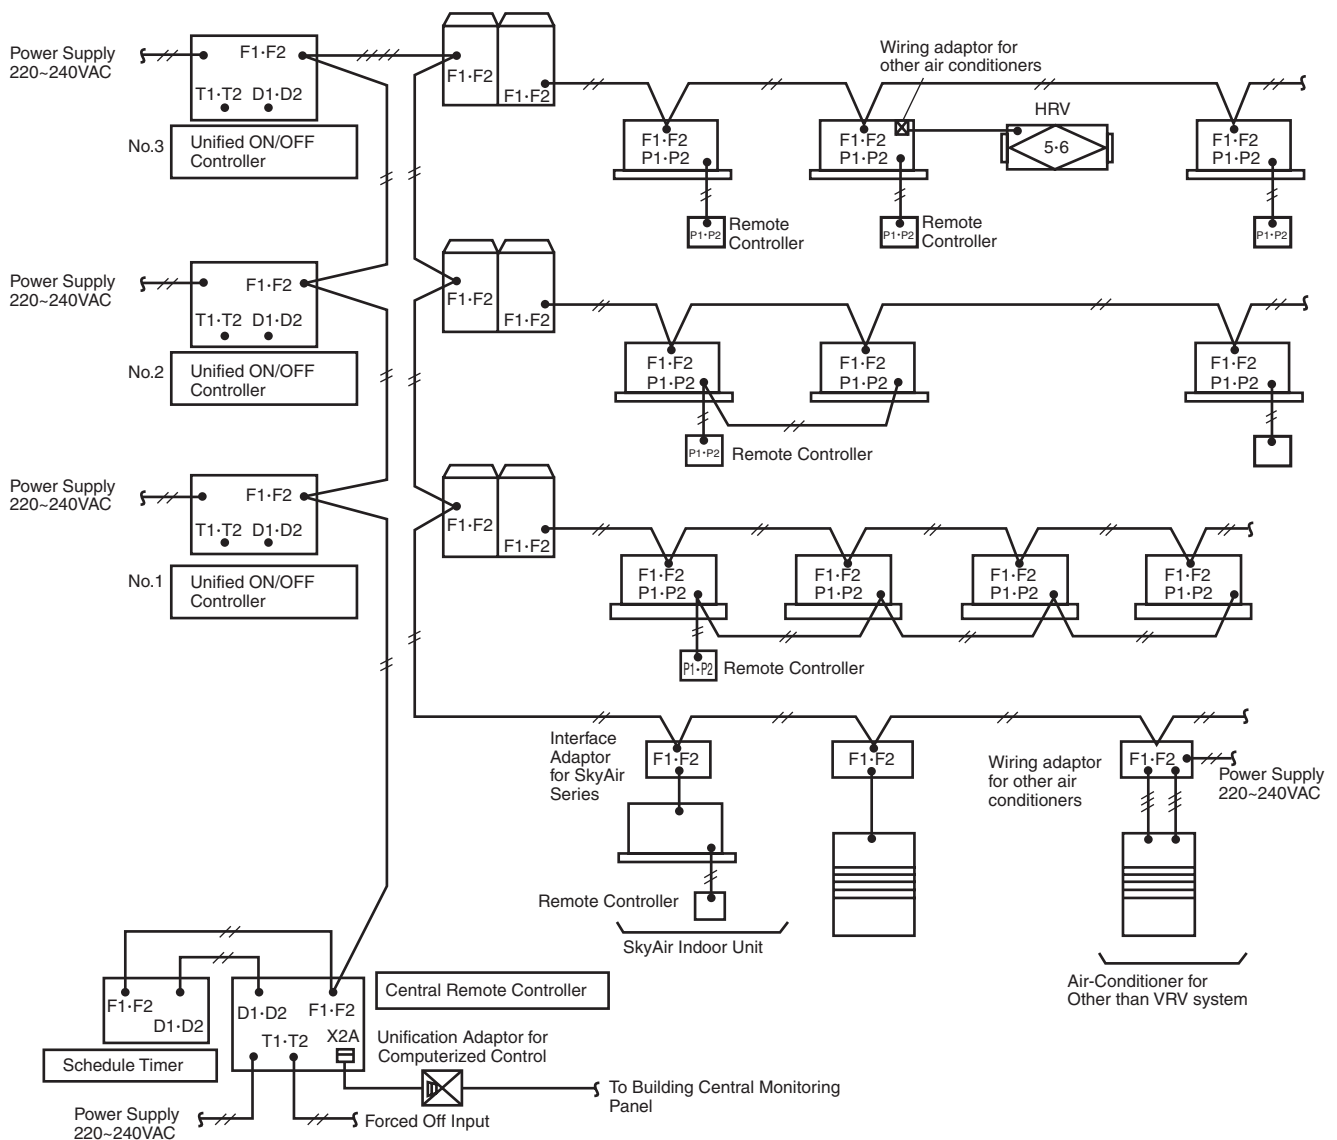 Power Supply
220~240VAC
F1·F2
T1·T2 D1·D2
No.3
Unified ON/OFF
Controller
F1·F2
F1·F2
Wiring adaptor for
other air conditioners
HRV
5·6
F1·F2
P1·P2
F1·F2
P1·P2
F1·F2
P1·P2
P1·P2
Remote
Controller
P1·P2
Remote
Controller
P1·P2
Power Supply
220~240VAC
F1·F2
T1·T2 D1·D2
No.2
Unified ON/OFF
Controller
F1·F2
F1·F2
F1·F2
P1·P2
F1·F2
P1·P2
F1·F2
P1·P2
P1·P2
Remote Controller
Power Supply
220~240VAC
F1·F2
T1·T2 D1·D2
No.1
Unified ON/OFF
Controller
F1·F2
F1·F2
F1·F2
P1·P2
F1·F2
P1·P2
F1·F2
P1·P2
F1·F2
P1·P2
P1·P2
Remote Controller
Interface
Adaptor
for SkyAir
Series
F1·F2
F1·F2
Wiring adaptor
for other air
conditioners
F1·F2
Power Supply
220~240VAC
Remote Controller
SkyAir Indoor Unit
Air-Conditioner for
Other than VRV system
F1·F2
D1·D2
Schedule Timer
D1·D2
F1·F2
T1·T2
X2A
Central Remote Controller
Unification Adaptor for
Computerized Control
To Building Central Monitoring
Panel
Power Supply
220~240VAC
Forced Off Input